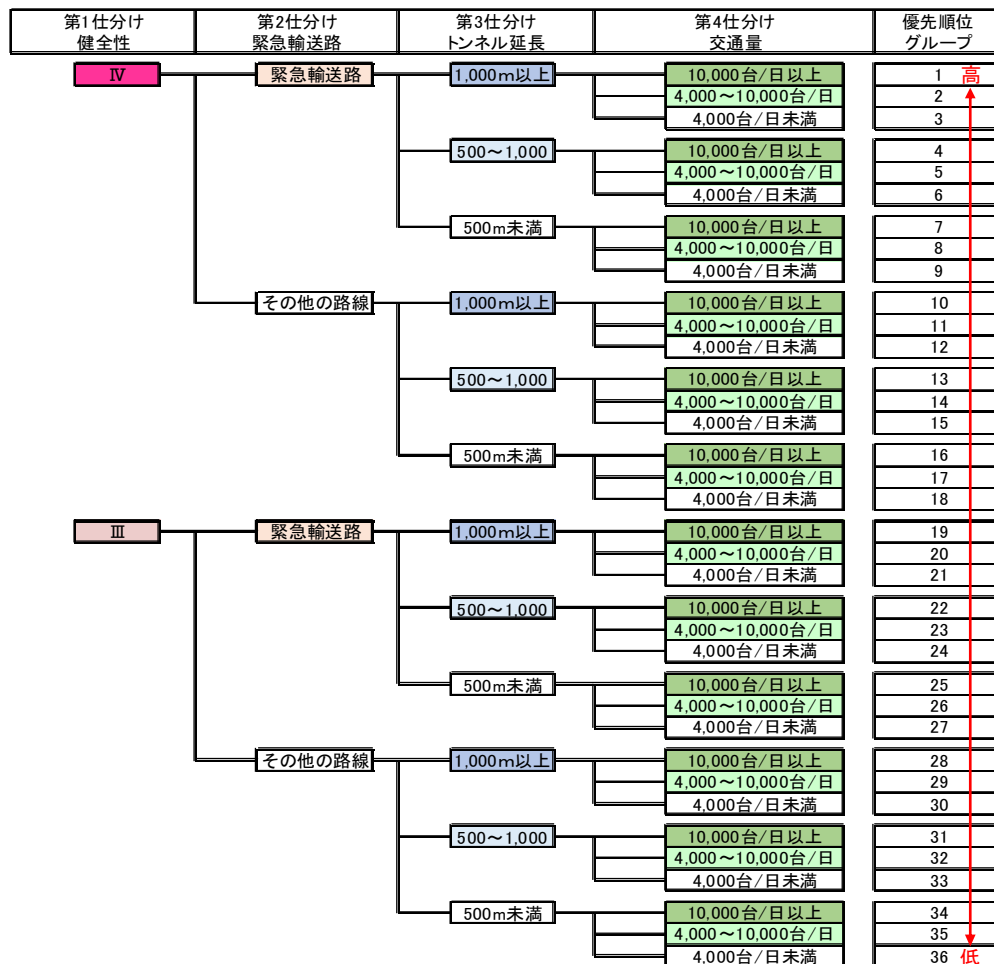 第1仕分け 第2仕分け 第3仕分け 第4仕分け 優先順位
健全性 緊急輸送路 トンネル延長 交通量 グループ
Ⅳ 緊急輸送路 1,000m以上 10,000台/日以上 1 高
4,000～10,000台/日 2
4,000台/日未満 3
500～1,000 10,000台/日以上 4
4,000～10,000台/日 5
4,000台/日未満 6
500m未満 10,000台/日以上 7
4,000～10,000台/日 8
4,000台/日未満 9
その他の路線 1,000m以上 10,000台/日以上 10
4,000～10,000台/日 11
4,000台/日未満 12
500～1,000 10,000台/日以上 13
4,000～10,000台/日 14
4,000台/日未満 15
500m未満 10,000台/日以上 16
4,000～10,000台/日 17
4,000台/日未満 18
Ⅲ 緊急輸送路 1,000m以上 10,000台/日以上 19
4,000～10,000台/日 20
4,000台/日未満 21
500～1,000 10,000台/日以上 22
4,000～10,000台/日 23
4,000台/日未満 24
500m未満 10,000台/日以上 25
4,000～10,000台/日 26
4,000台/日未満 27
その他の路線 1,000m以上 10,000台/日以上 28
4,000～10,000台/日 29
4,000台/日未満 30
500～1,000 10,000台/日以上 31
4,000～10,000台/日 32
4,000台/日未満 33
500m未満 10,000台/日以上 34
4,000～10,000台/日 35
4,000台/日未満 36 低